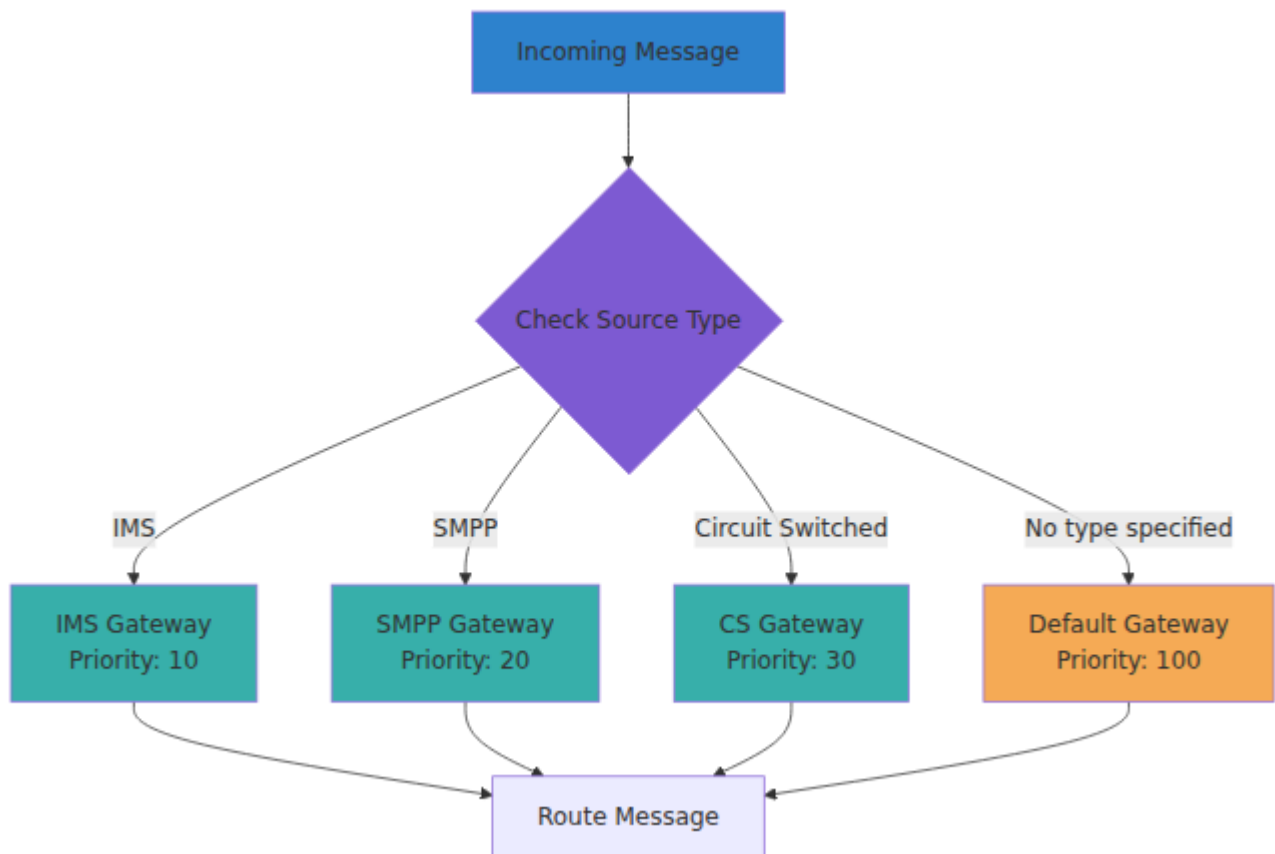 Incoming Message
Check Source Type
IMS
SMPP
Circuit Switched
No type specified
IMS Gateway
Priority: 10
SMPP Gateway
Priority: 20
CS Gateway
Priority: 30
Default Gateway
Priority: 100
Route Message